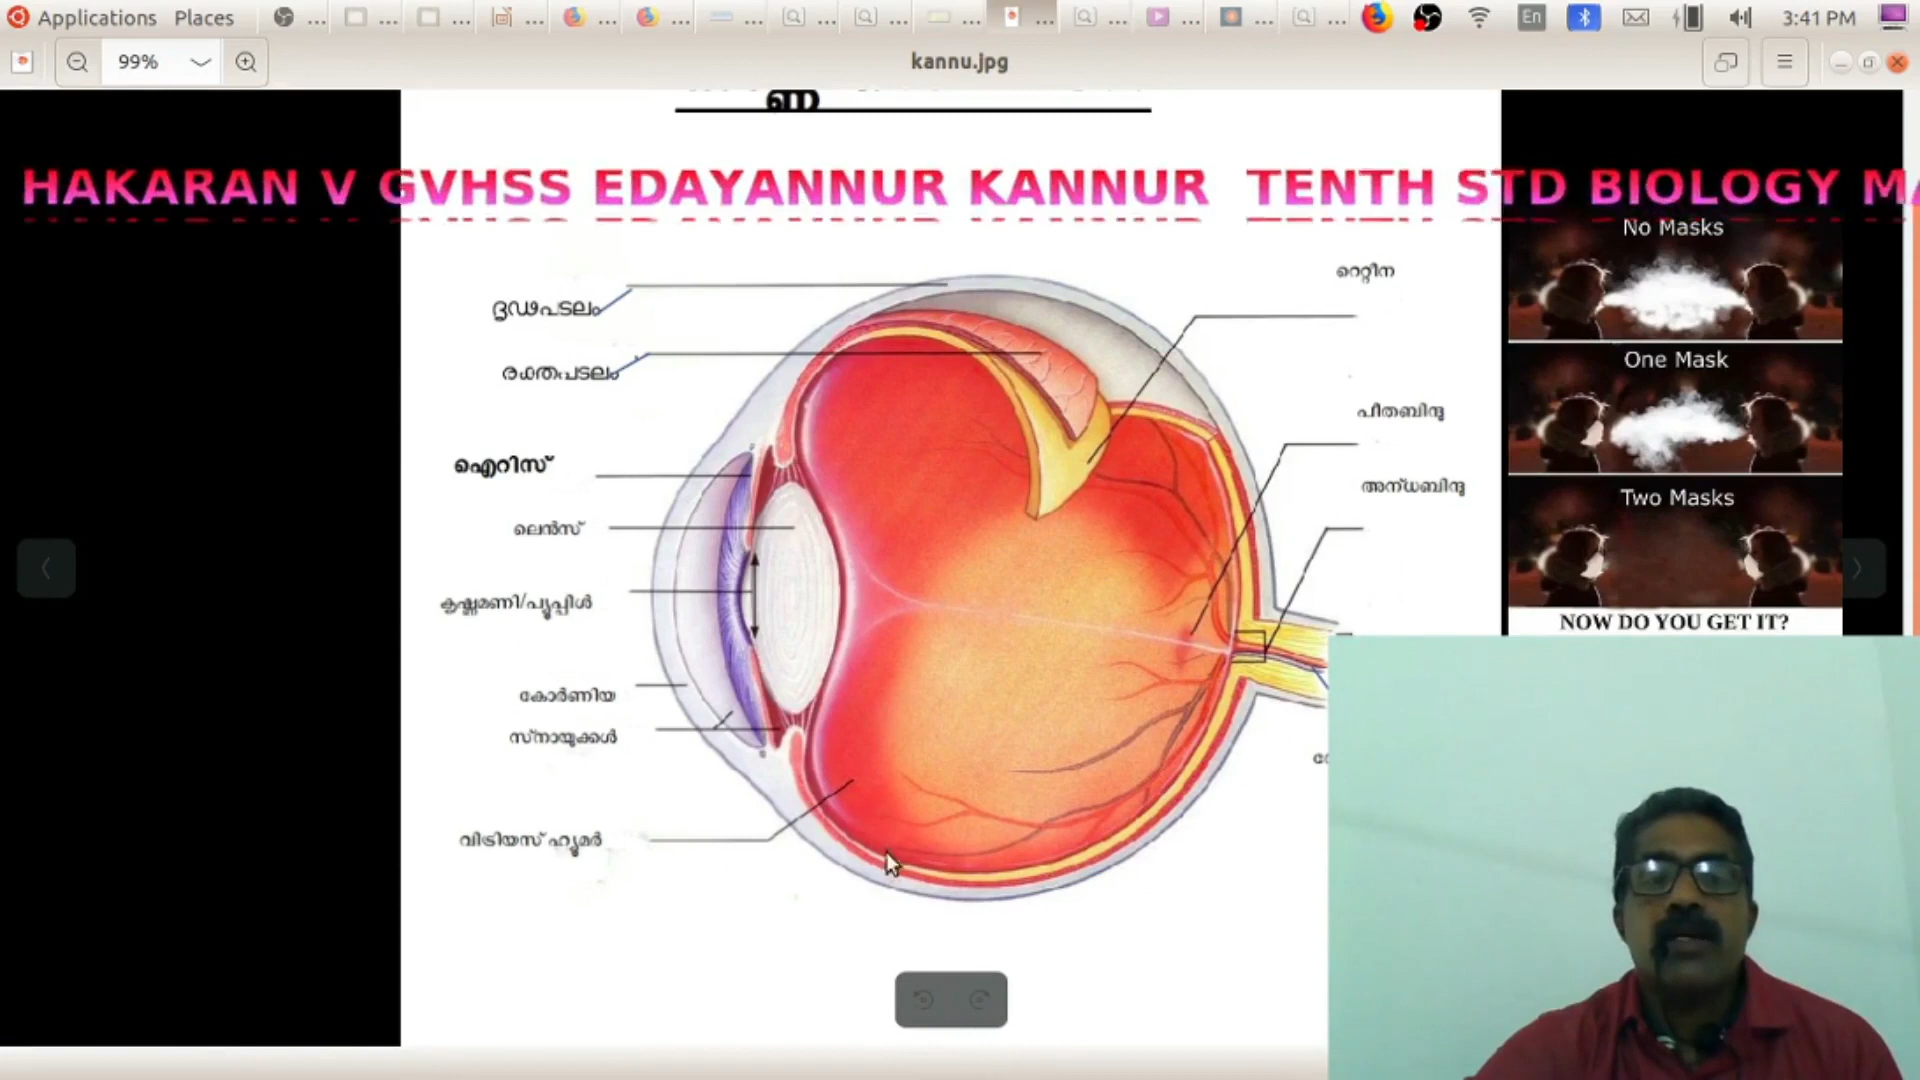 Applications Places
En
3:41 PM
99%
kannu.jpg
HAKARAN V GVHSS EDAYANNUR KANNUR TENTH STD BIOLOGY
No Masks
One Mask
Two Masks
NOW DO YOU GET IT?
ദൃഢപടലം
രക്തപടലം
ഐറിസ്
ലെൻസ്
കൃഷ്ണമണി/പ്യൂപ്പിൾ
കോർണിയ
സ്നായുക്കൾ
വിട്രിയസ് ഹ്യൂമർ
റെറ്റിന
പീതബിന്ദു
അന്ധബിന്ദു